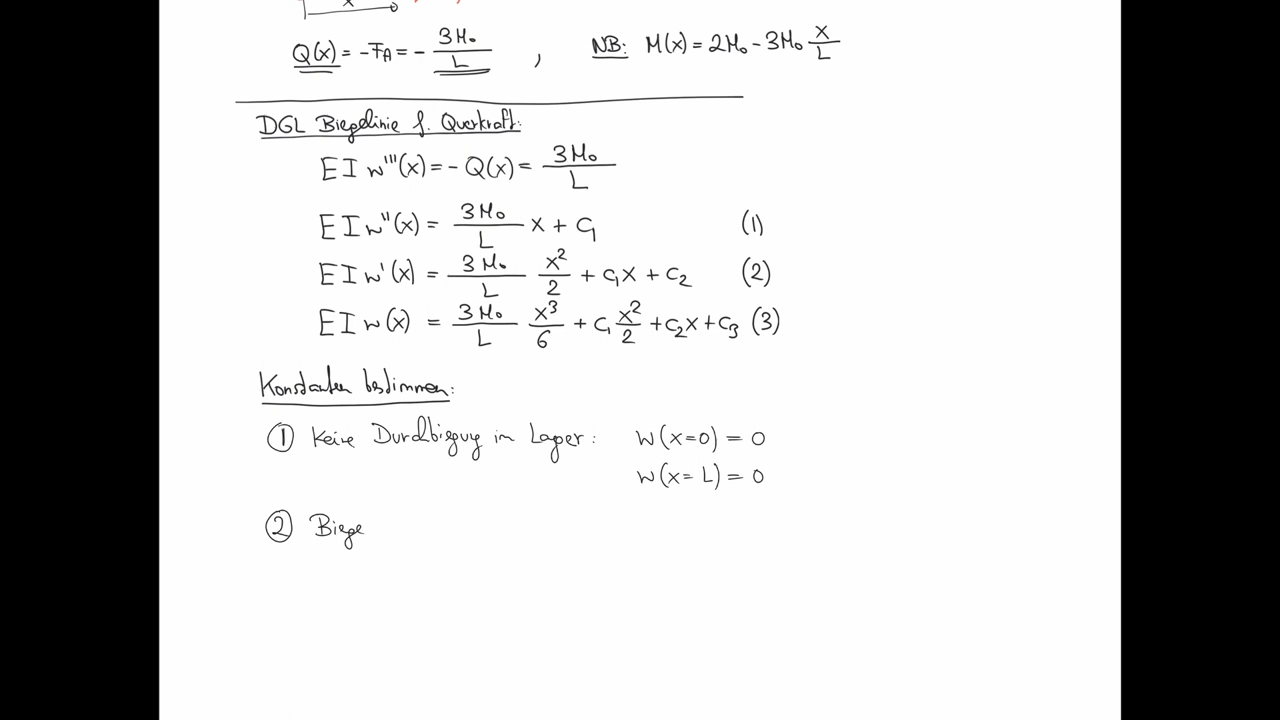 x
Q(x) = -F_A = - 3M₀/L , NB: M(x) = 2M₀ - 3M₀ x/L
DGL Biegelinie f. Querkraft:
EI w'''(x) = - Q(x) = 3M₀/L
EI w''(x) = 3M₀/L x + C₁ (1)
EI w'(x) = 3M₀/L x²/2 + C₁x + C₂ (2)
EI w(x) = 3M₀/L x³/6 + C₁ x²/2 + C₂x + C₃ (3)
Konstanten bestimmen:
① Keine Durchbiegung im Lager: w(x=0) = 0
w(x=L) = 0
② Biege